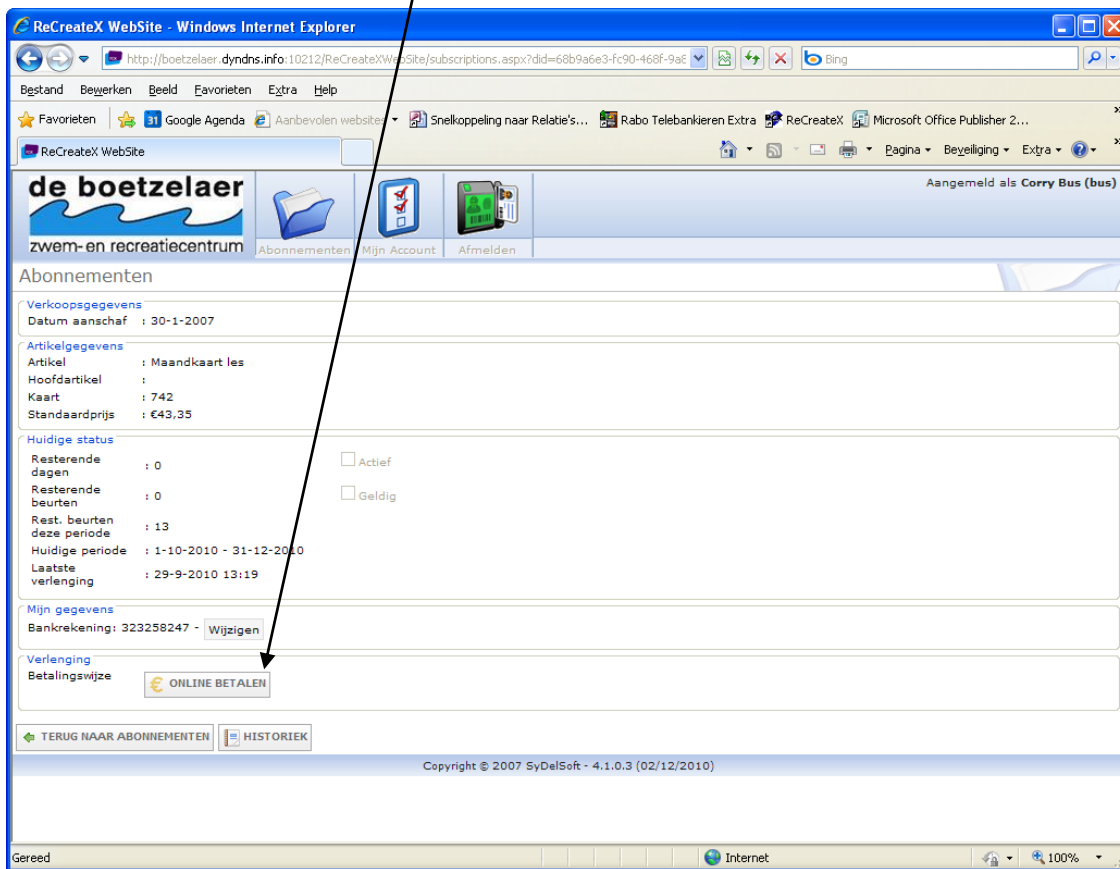 ReCreateX WebSite - Windows Internet Explorer
http://boetzelaer.dyndns.info:10212/ReCreateXWebSite/subscriptions.aspx?did=68b9a6e3-fc90-468f-9a6
Bing
Bestand Bewerken Beeld Favorieten Extra Help
Favorieten 31 Google Agenda Aanbevolen websites Snelkoppeling naar Relatie's... Rabo Telebankieren Extra ReCreateX Microsoft Office Publisher 2... »
ReCreateX WebSite Pagina Beveiliging Extra »
de boetzelaer
zwem- en recreatiecentrum
Abonnementen Mijn Account Afmelden
Aangemeld als Corry Bus (bus)
Abonnementen
Verkoopsgegevens
Datum aanschaf : 30-1-2007
Artikelgegevens
Artikel : Maandkaart les
Hoofdartikel :
Kaart : 742
Standaardprijs : €43,35
Huidige status
Resterende dagen : 0 Actief
Resterende beurten : 0 Geldig
Rest. beurten deze periode : 13
Huidige periode : 1-10-2010 - 31-12-2010
Laatste verlenging : 29-9-2010 13:19
Mijn gegevens
Bankrekening: 323258247 - Wijzigen
Verlenging
Betalingswijze € ONLINE BETALEN
TERUG NAAR ABONNEMENTEN HISTORIEK
Copyright © 2007 SyDelSoft - 4.1.0.3 (02/12/2010)
Gereed Internet 100%